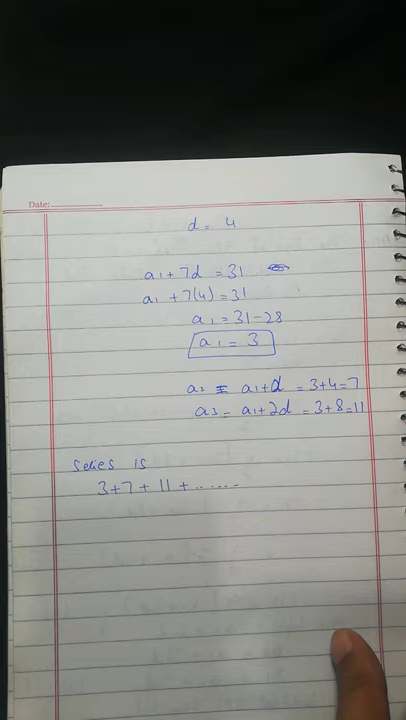 Date:
d = 4
a1 + 7d = 31
a1 + 7(4) = 31
a1 = 31 - 28
a1 = 3
a2 = a1 + d = 3+4=7
a3 = a1 + 2d = 3+8=11
Series is
3+7+11+......